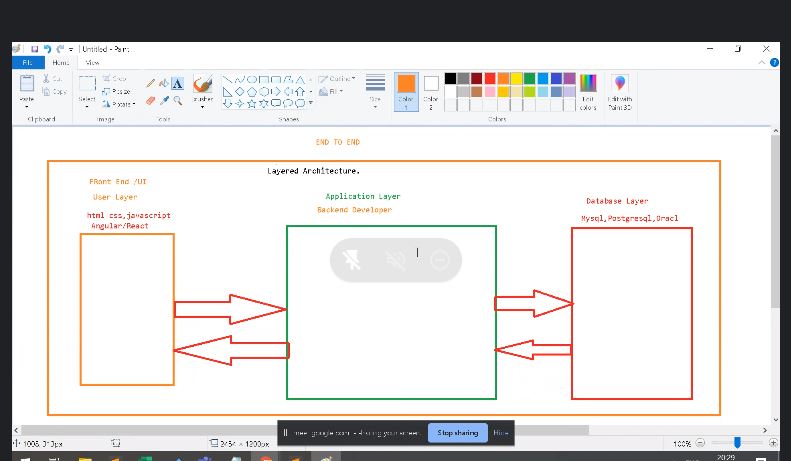 Untitled - Paint
File
Home
View
Paste
Cut
Copy
Clipboard
Select
Crop
Resize
Rotate
Image
A
Tools
Brushes
Shapes
Outline
Fill
Size
Color 1
Color 2
Colors
Edit colors
Edit with Paint 3D
END TO END
Layered Architecture.
FRont End /UI
User Layer
html css,javascript
Angular/React
Application Layer
Backend Developer
Database Layer
Mysql,Postgresql,Oracl
meet.google.com is sharing your screen.
Stop sharing
Hide
2454 × 1200px
100%
20:29